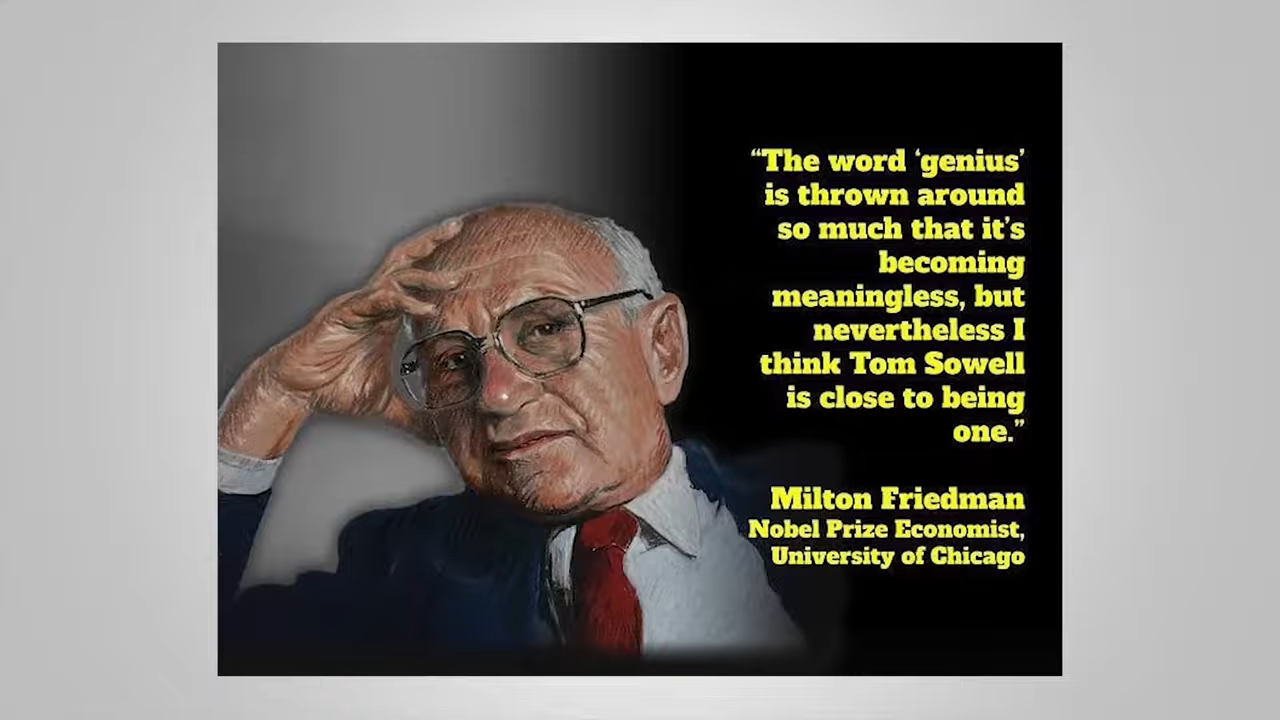 “The word ‘genius’
is thrown around
so much that it’s
becoming
meaningless, but
nevertheless I
think Tom Sowell
is close to being
one.”
Milton Friedman
Nobel Prize Economist,
University of Chicago